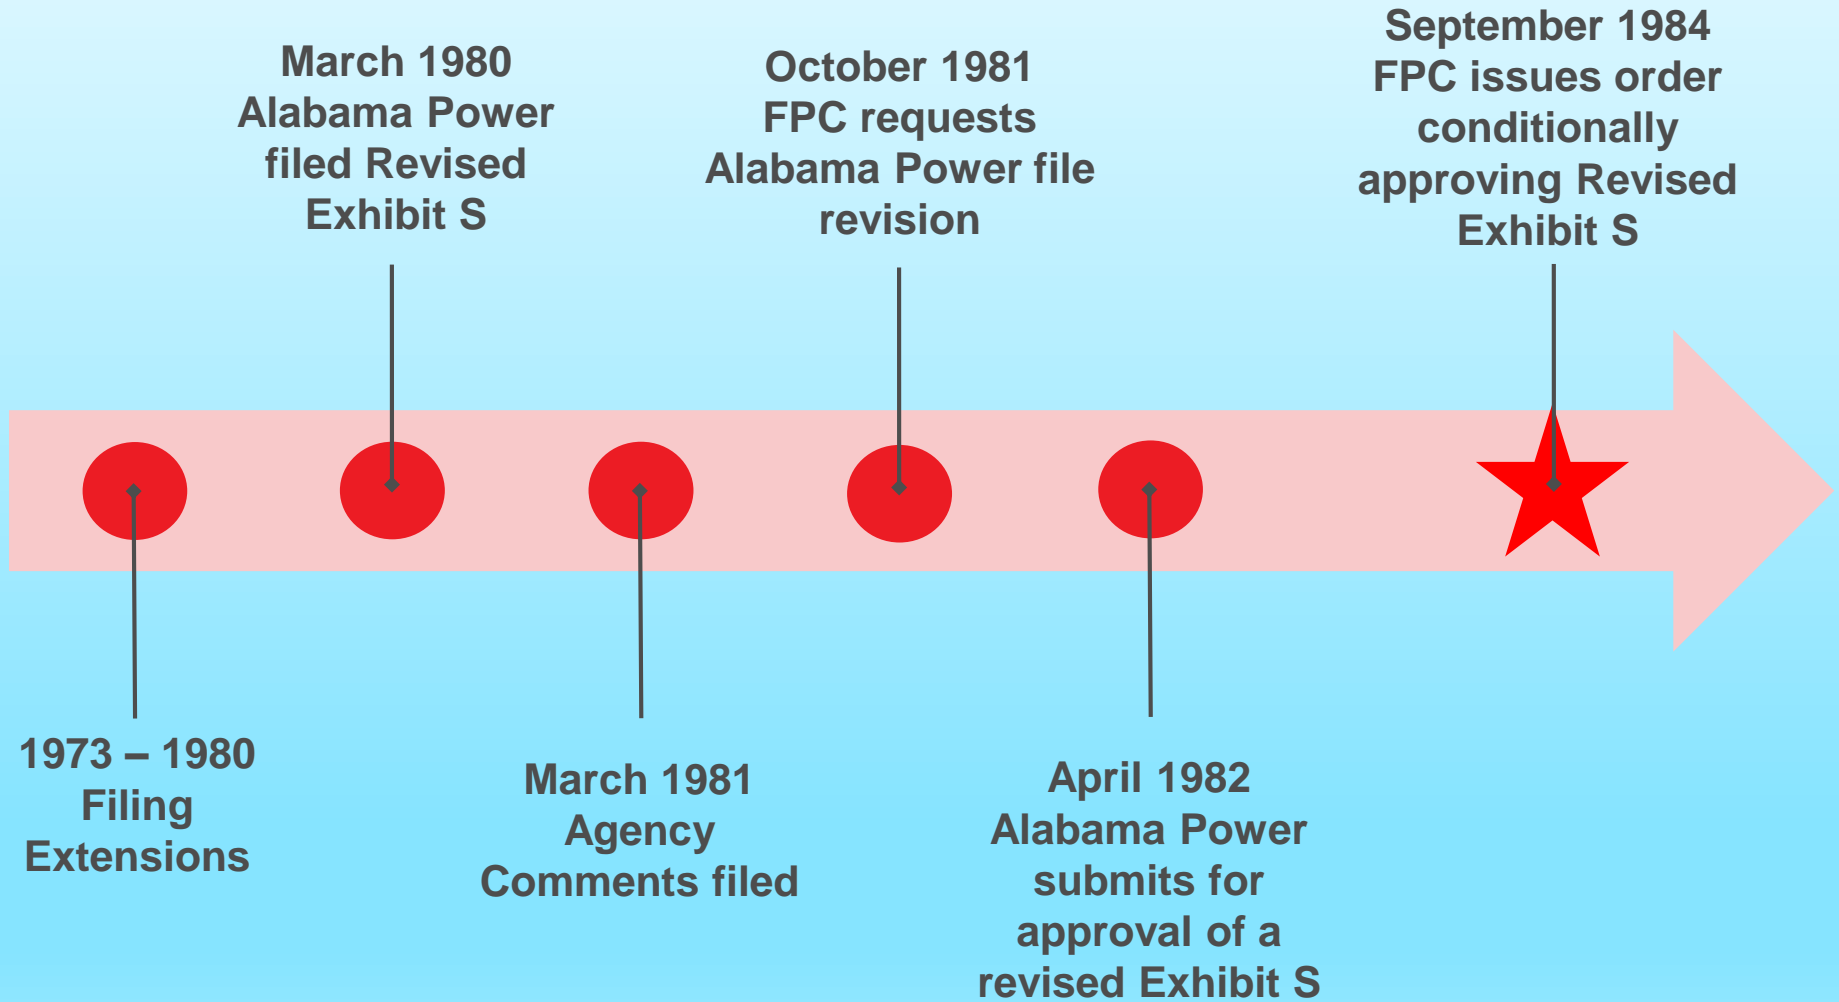 1973 – 1980
Filing
Extensions
March 1980
Alabama Power
filed Revised
Exhibit S
March 1981
Agency
Comments filed
October 1981
FPC requests
Alabama Power file
revision
April 1982
Alabama Power
submits for
approval of a
revised Exhibit S
September 1984
FPC issues order
conditionally
approving Revised
Exhibit S